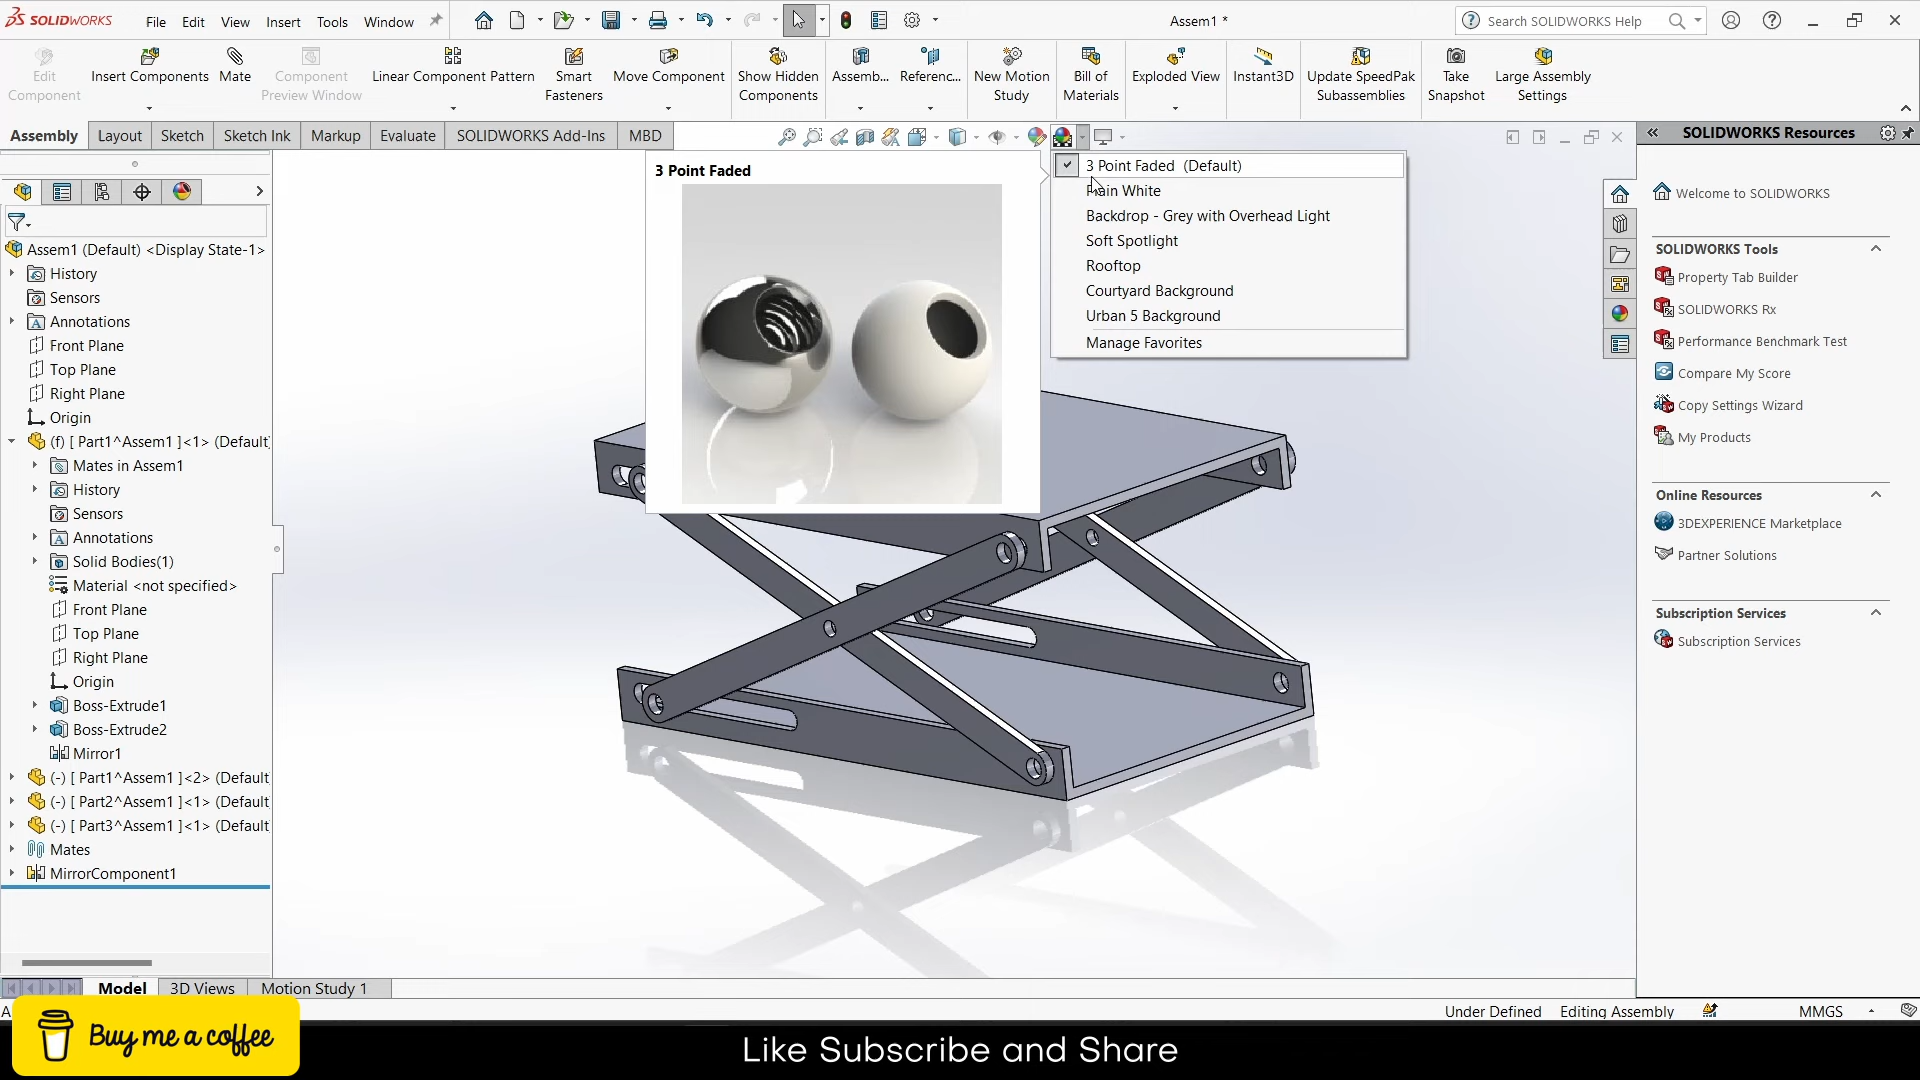 SOLIDWORKS
File Edit View Insert Tools Window
Assem1 *
Search SOLIDWORKS Help
Edit Component
Insert Components
Mate
Component Preview Window
Linear Component Pattern
Smart Fasteners
Move Component
Show Hidden Components
Assemb...
Referenc...
New Motion Study
Bill of Materials
Exploded View
Instant3D
Update SpeedPak Subassemblies
Take Snapshot
Large Assembly Settings
Assembly Layout Sketch Sketch Ink Markup Evaluate SOLIDWORKS Add-Ins MBD
Assem1 (Default) <Display State-1>
History
Sensors
Annotations
Front Plane
Top Plane
Right Plane
Origin
(f) [ Part1^Assem1 ]<1> (Default
Mates in Assem1
History
Sensors
Annotations
Solid Bodies(1)
Material <not specified>
Front Plane
Top Plane
Right Plane
Origin
Boss-Extrude1
Boss-Extrude2
Mirror1
(-) [ Part1^Assem1 ]<2> (Default
(-) [ Part2^Assem1 ]<1> (Default
(-) [ Part3^Assem1 ]<1> (Default
Mates
MirrorComponent1
3 Point Faded
3 Point Faded (Default)
Plain White
Backdrop - Grey with Overhead Light
Soft Spotlight
Rooftop
Courtyard Background
Urban 5 Background
Manage Favorites
SOLIDWORKS Resources
Welcome to SOLIDWORKS
SOLIDWORKS Tools
Property Tab Builder
SOLIDWORKS Rx
Performance Benchmark Test
Compare My Score
Copy Settings Wizard
My Products
Online Resources
3DEXPERIENCE Marketplace
Partner Solutions
Subscription Services
Subscription Services
Model 3D Views Motion Study 1
Under Defined Editing Assembly MMGS
Buy me a coffee
Like Subscribe and Share